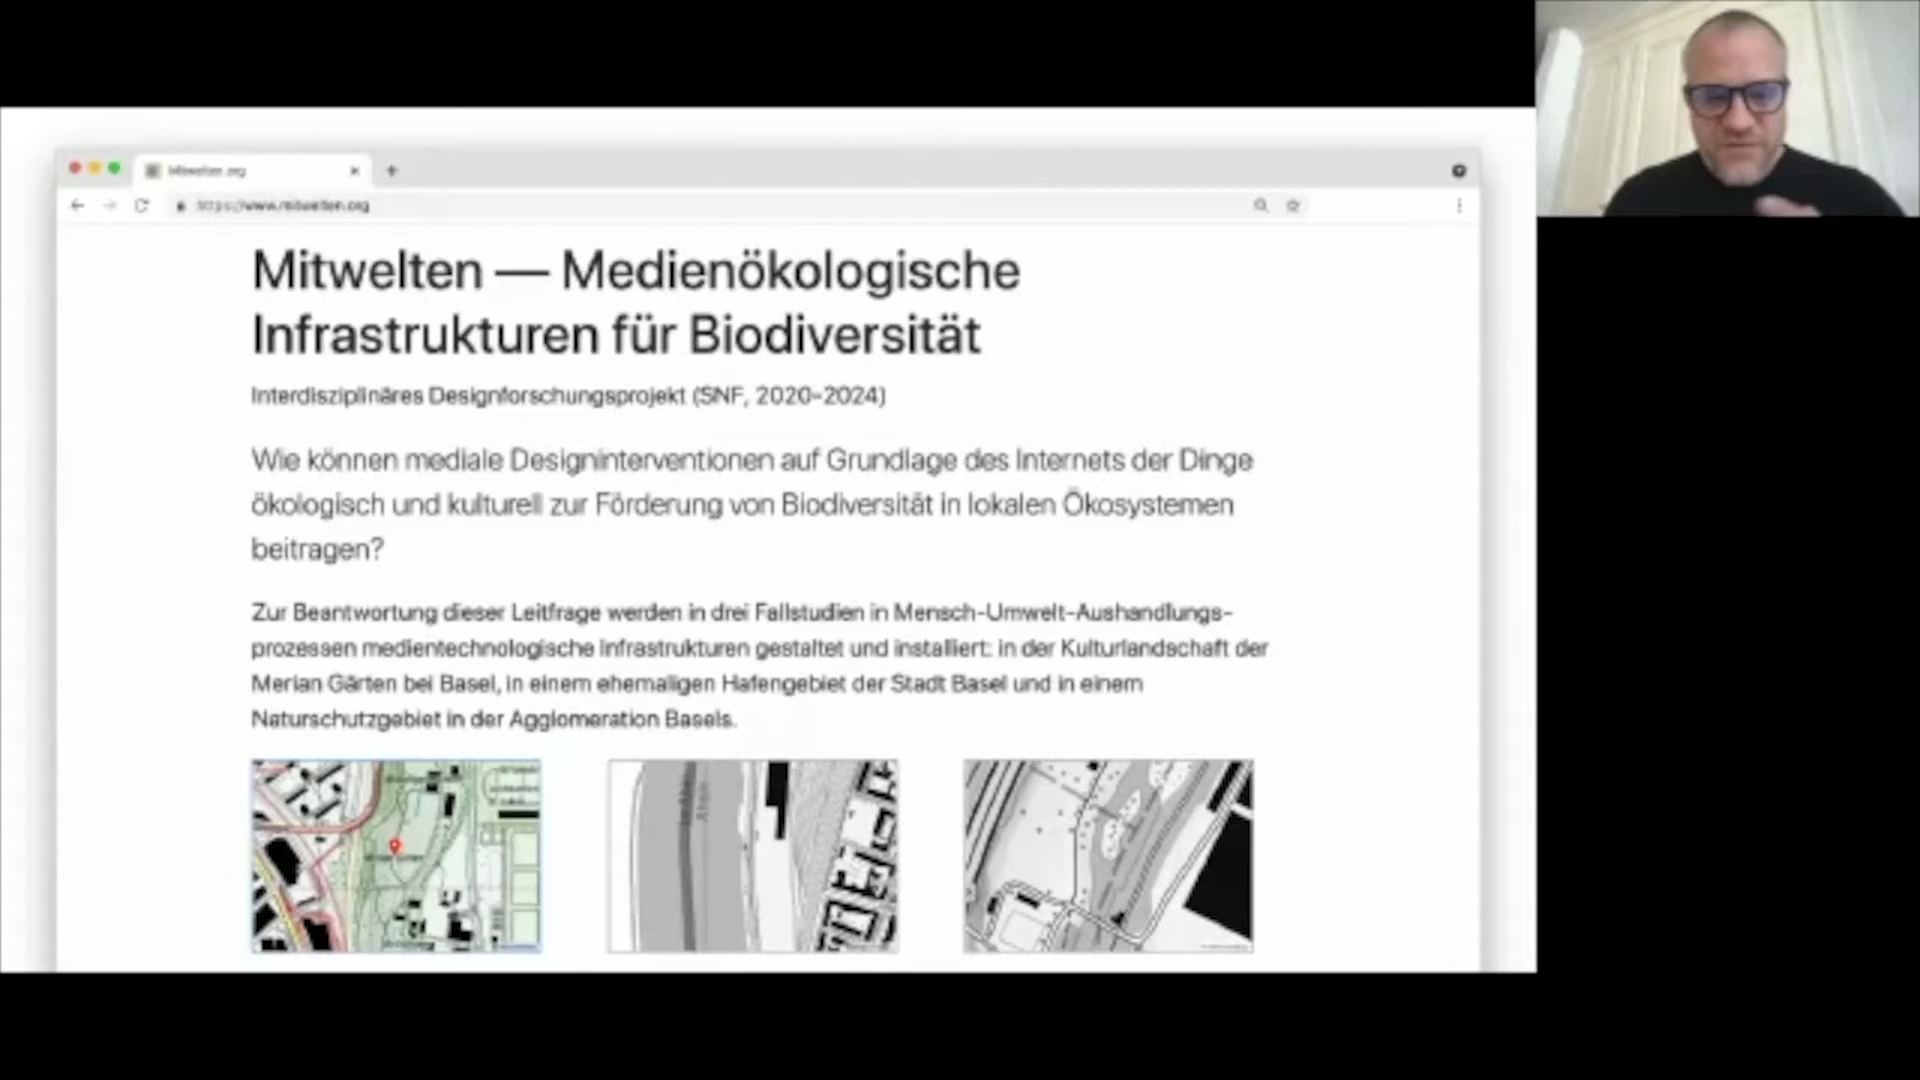 Mitwelten.org
https://www.mitwelten.org
Mitwelten — Medienökologische
Infrastrukturen für Biodiversität
Interdisziplinäres Designforschungsprojekt (SNF, 2020–2024)
Wie können mediale Designinterventionen auf Grundlage des Internets der Dinge
ökologisch und kulturell zur Förderung von Biodiversität in lokalen Ökosystemen
beitragen?
Zur Beantwortung dieser Leitfrage werden in drei Fallstudien in Mensch-Umwelt-Aushandlungs-
prozessen medientechnologische Infrastrukturen gestaltet und installiert: in der Kulturlandschaft der
Merian Gärten bei Basel, in einem ehemaligen Hafengebiet der Stadt Basel und in einem
Naturschutzgebiet in der Agglomeration Basels.